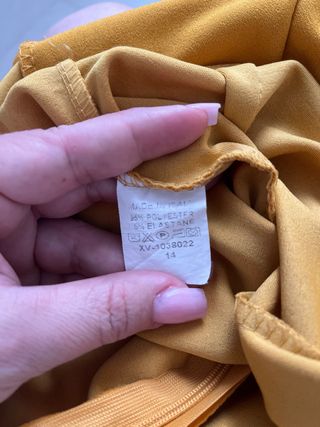 MADE IN ITALY
95% POLYESTER
5% ELASTANE
XV-1038022
14